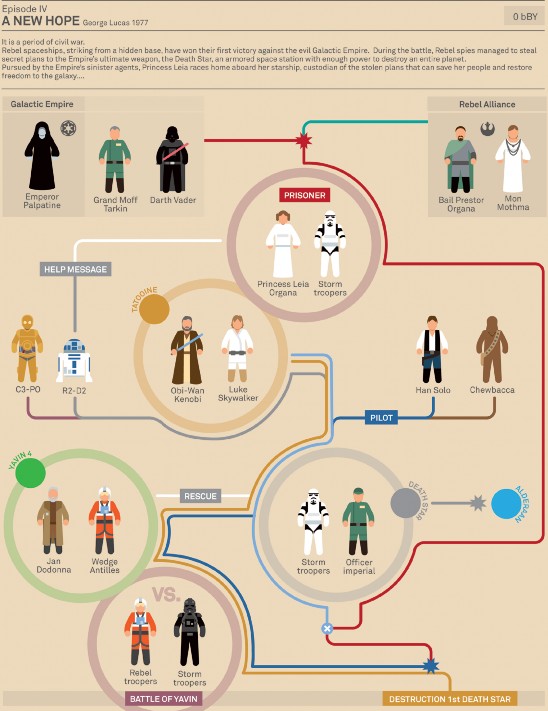 Episode IV
A NEW HOPE George Lucas 1977
0 bBY
It is a period of civil war.
Rebel spaceships, striking from a hidden base, have won their first victory against the evil Galactic Empire. During the battle, Rebel spies managed to steal
secret plans to the Empire's ultimate weapon, the Death Star, an armored space station with enough power to destroy an entire planet.
Pursued by the Empire's sinister agents, Princess Leia races home aboard her starship, custodian of the stolen plans that can save her people and restore
freedom to the galaxy....
Galactic Empire
Rebel Alliance
Emperor
Palpatine
Grand Moff
Tarkin
Darth Vader
Bail Prestor
Organa
Mon
Mothma
PRISONER
Princess Leia
Organa
Storm
troopers
HELP MESSAGE
TATOOINE
C3-PO
R2-D2
Obi-Wan
Kenobi
Luke
Skywalker
Han Solo
Chewbacca
PILOT
YAVIN 4
RESCUE
DEATH STAR
ALDERAAN
Jan
Dodonna
Wedge
Antilles
Storm
troopers
Officer
imperial
VS.
Rebel
troopers
Storm
troopers
BATTLE OF YAVIN
DESTRUCTION 1st DEATH STAR